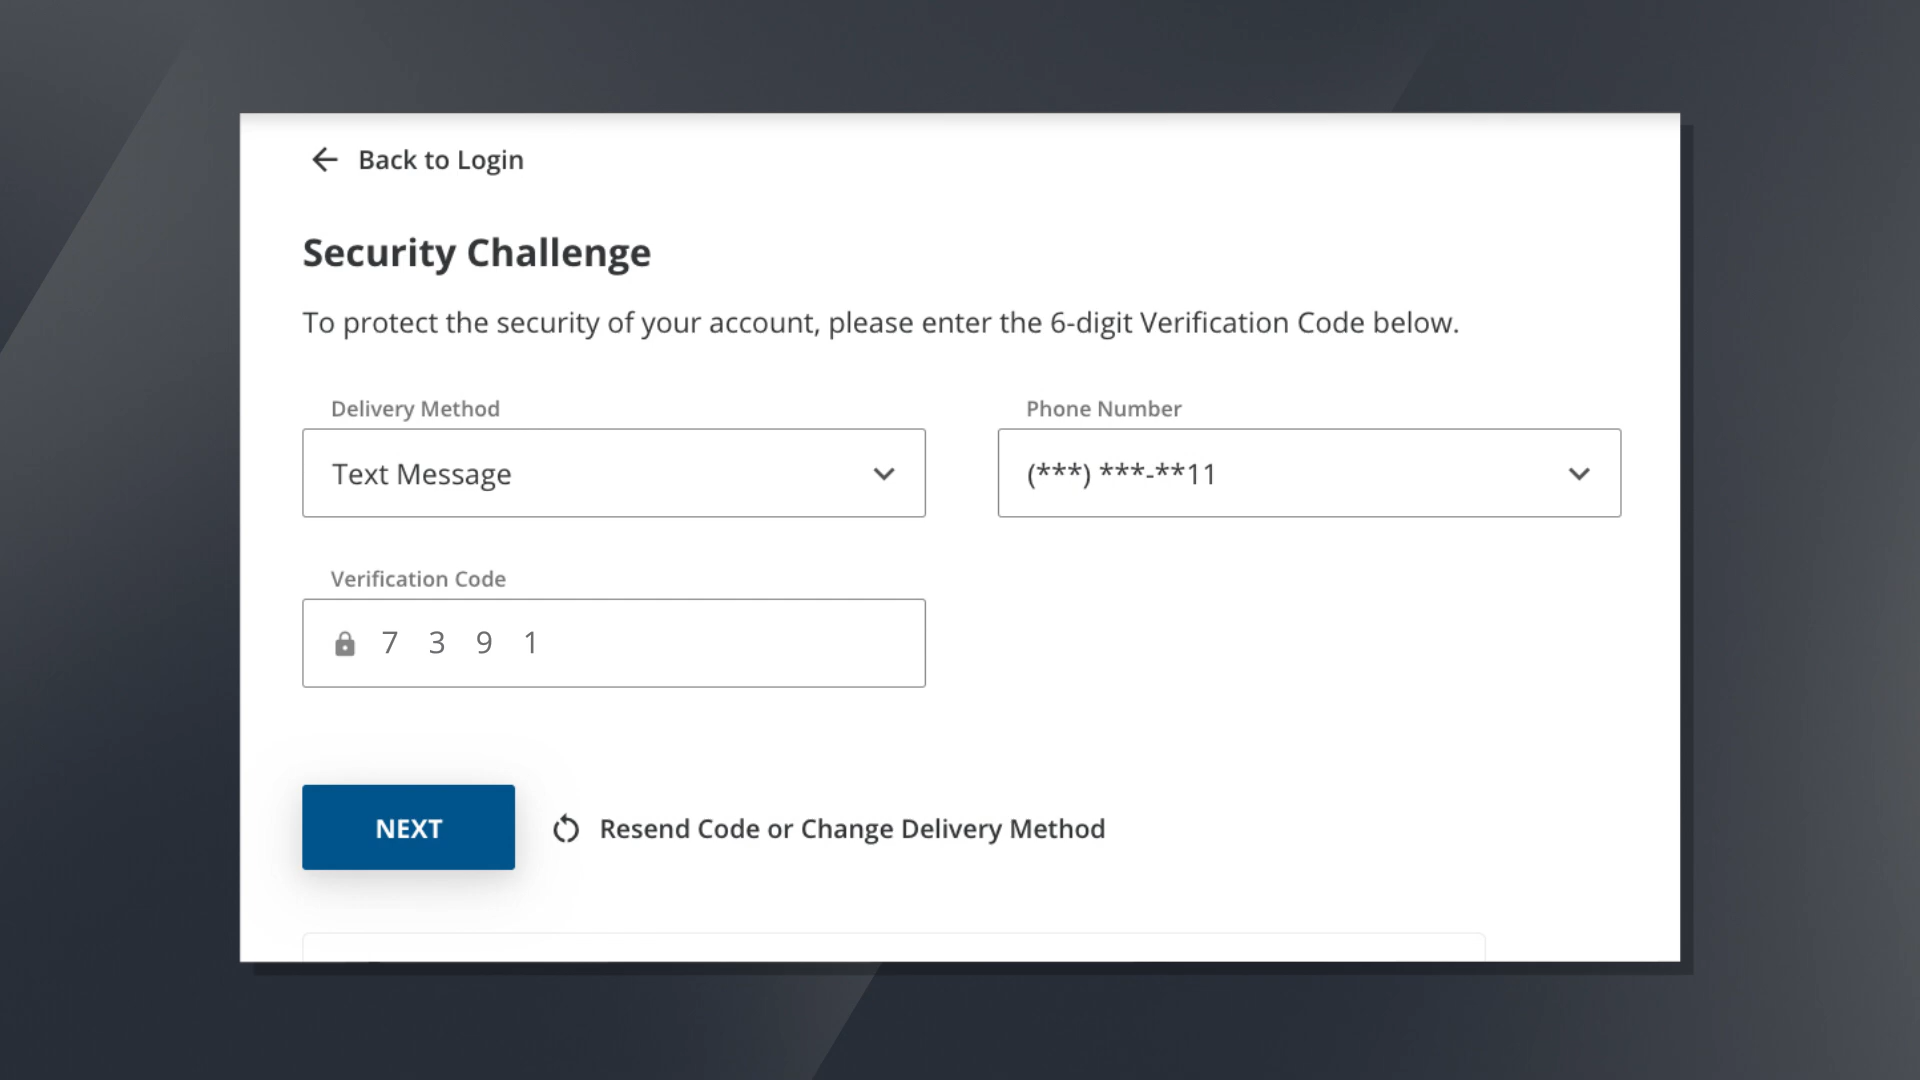 Back to Login
Security Challenge
To protect the security of your account, please enter the 6-digit Verification Code below.
Delivery Method
Phone Number
Text Message
(***) ***-**11
Verification Code
7 3 9 1
NEXT
Resend Code or Change Delivery Method